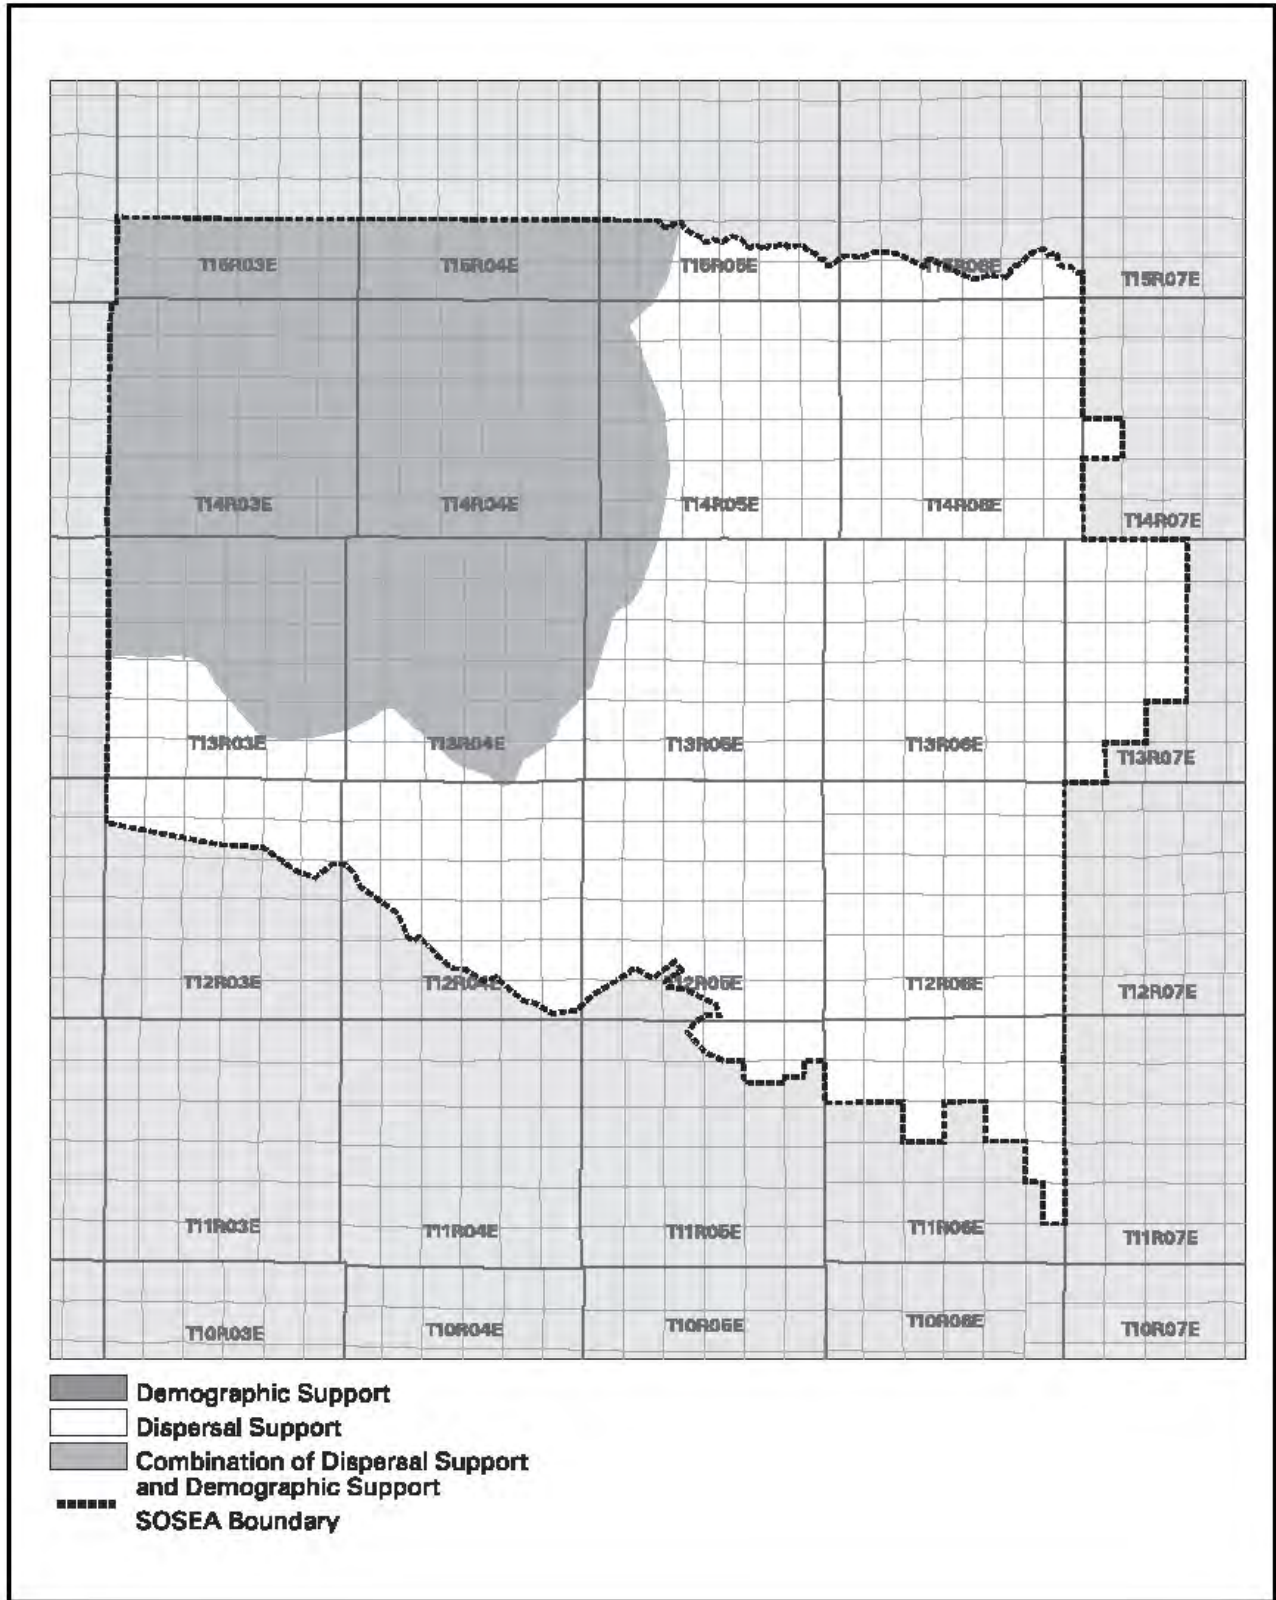 T15R03E
T15R04E
T15R05E
T15R06E
T15R07E
T14R03E
T14R04E
T14R05E
T14R06E
T14R07E
T13R03E
T13R04E
T13R05E
T13R06E
T13R07E
T12R03E
T12R04E
T12R05E
T12R06E
T12R07E
T11R03E
T11R04E
T11R05E
T11R06E
T11R07E
T10R03E
T10R04E
T10R05E
T10R06E
T10R07E
Demographic Support
Dispersal Support
Combination of Dispersal Support
and Demographic Support
SOSEA Boundary